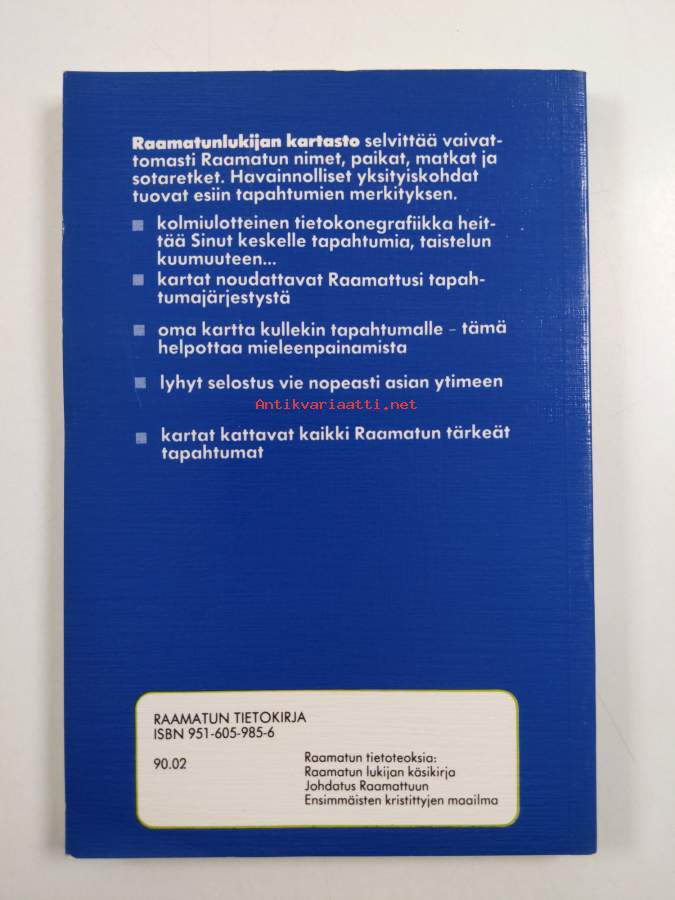 Raamatunlukijan kartasto selvittää vaivat-
tomasti Raamatun nimet, paikat, matkat ja
sotaretket. Havainnolliset yksityiskohdat
tuovat esiin tapahtumien merkityksen.
kolmiulotteinen tietokonegrafiikka heit-
tää Sinut keskelle tapahtumia, taistelun
kuumuuteen...
kartat noudattavat Raamattusi tapah-
tumajärjestystä
oma kartta kullekin tapahtumalle – tämä
helpottaa mieleenpainamista
lyhyt selostus vie nopeasti asian ytimeen
Antikvariaatti.net
kartat kattavat kaikki Raamatun tärkeät
tapahtumat
RAAMATUN TIETOKIRJA
ISBN 951-605-985-6
90.02
Raamatun tietoteoksia:
Raamatun lukijan käsikirja
Johdatus Raamattuun
Ensimmäisten kristittyjen maailma